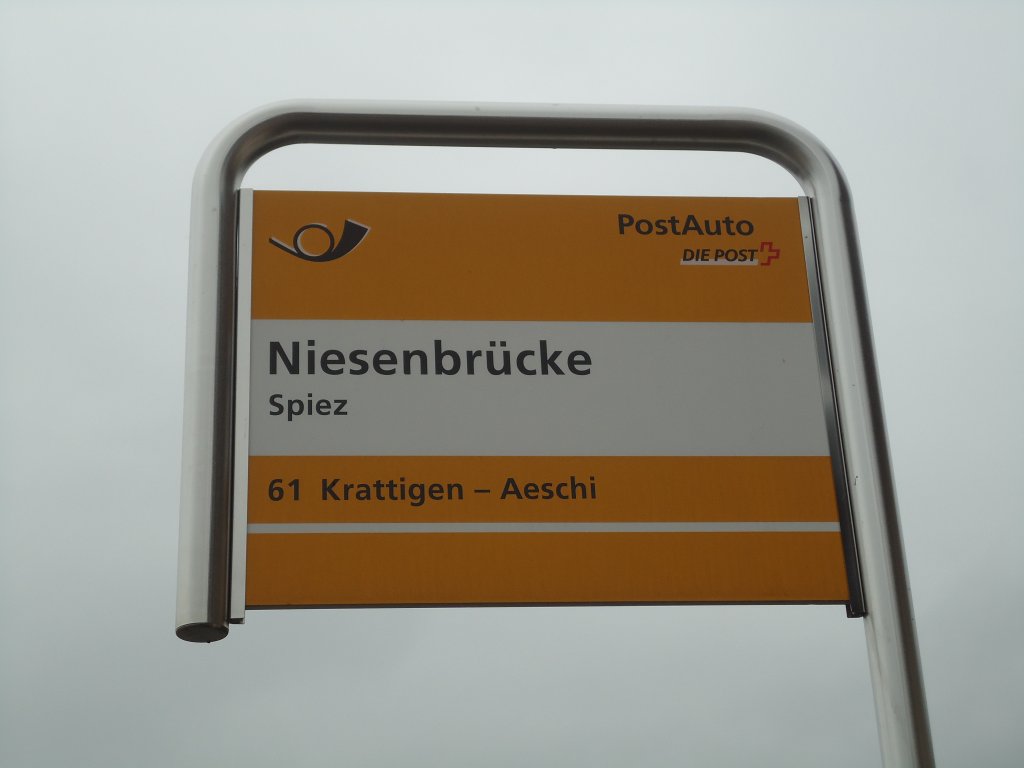 PostAuto
DIE POST
Niesenbrücke
Spiez
61 Krattigen – Aeschi